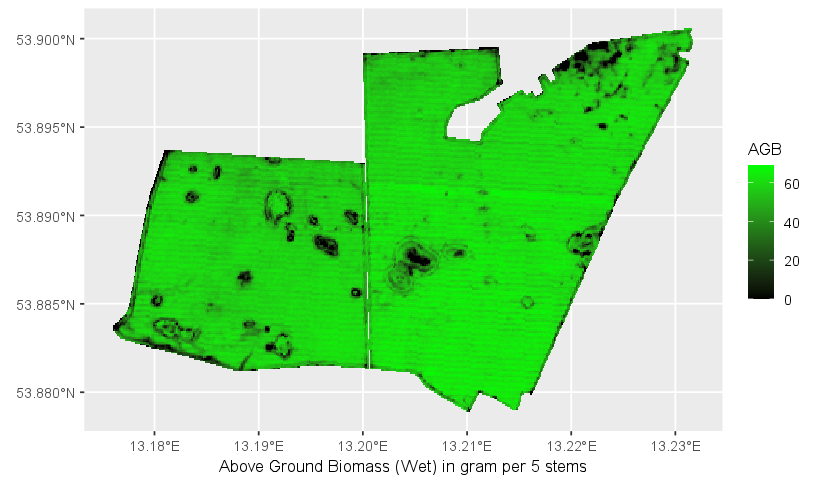 53.900°N
53.895°N
53.890°N
53.885°N
53.880°N
13.18°E 13.19°E 13.20°E 13.21°E 13.22°E 13.23°E
Above Ground Biomass (Wet) in gram per 5 stems
AGB
60
40
20
0